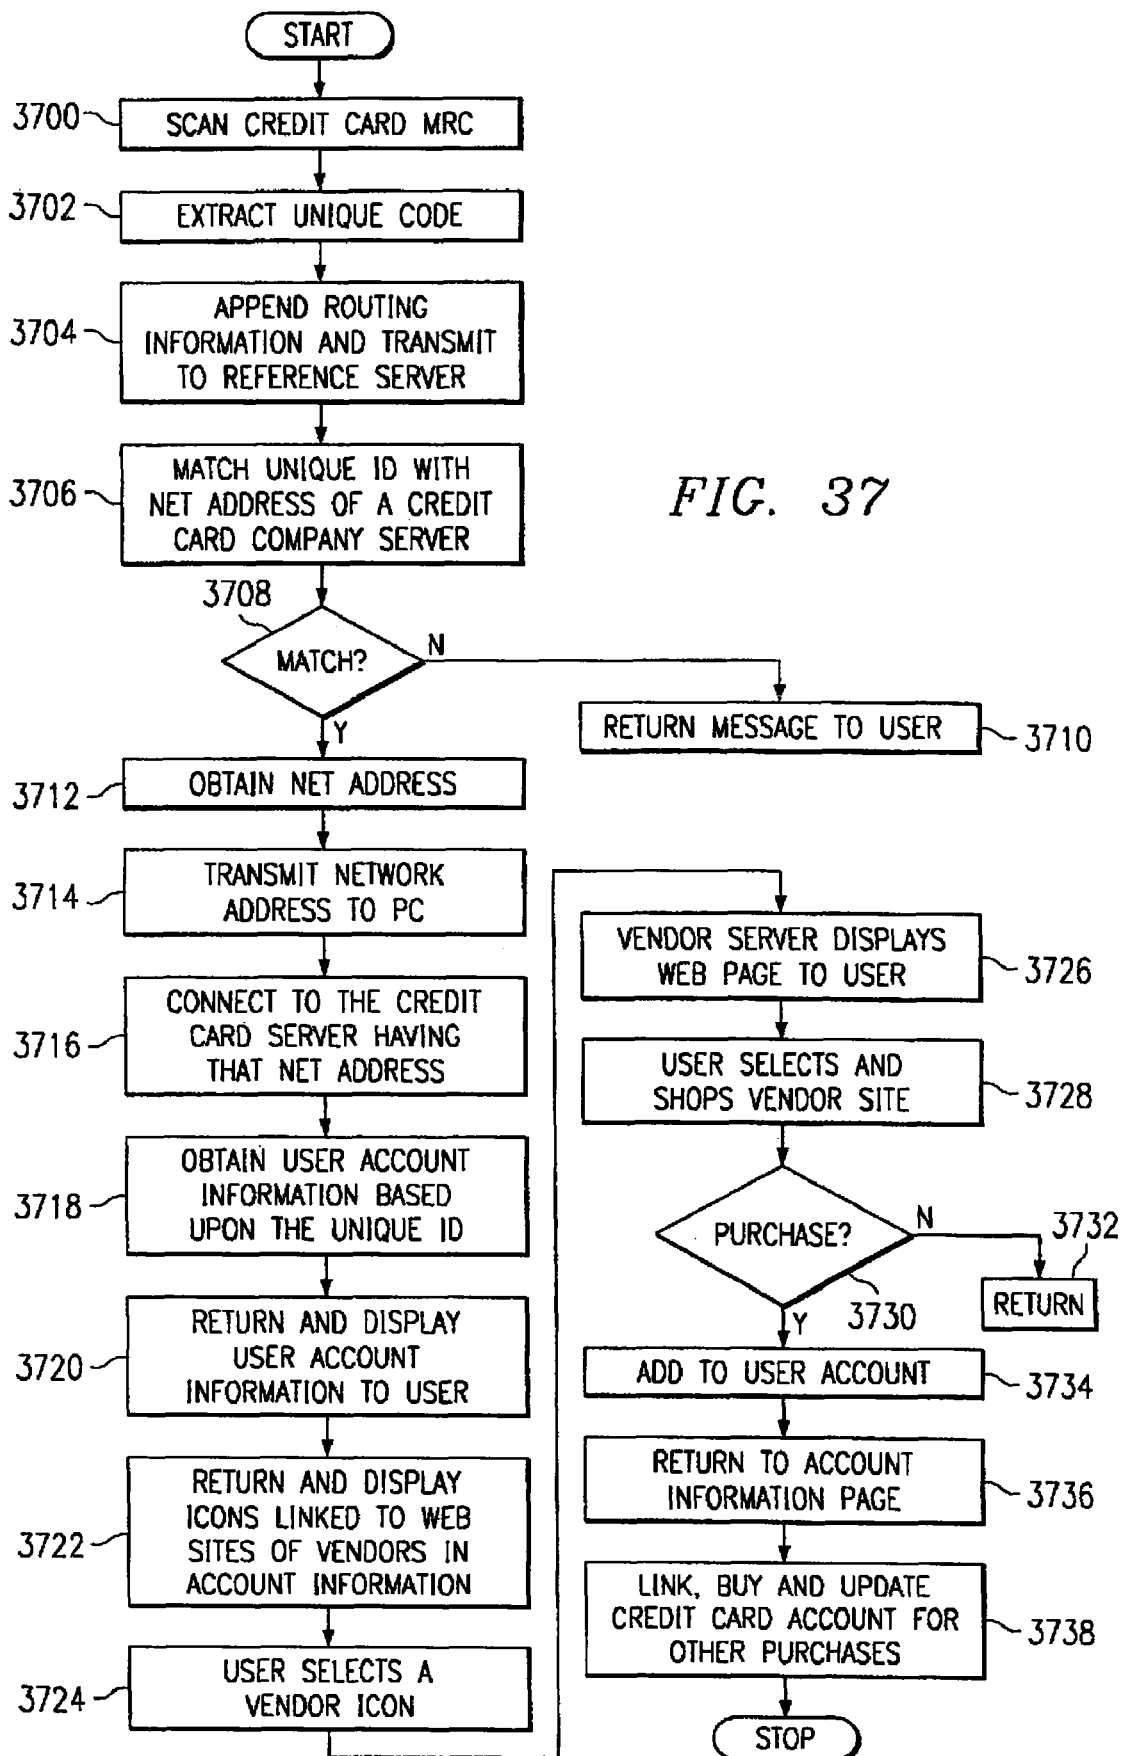 START
3700
SCAN CREDIT CARD MRC
3702
EXTRACT UNIQUE CODE
3704
APPEND ROUTING
INFORMATION AND TRANSMIT
TO REFERENCE SERVER
3706
MATCH UNIQUE ID WITH
NET ADDRESS OF A CREDIT
CARD COMPANY SERVER
FIG. 37
3708
MATCH?
N
Y
RETURN MESSAGE TO USER
3710
3712
OBTAIN NET ADDRESS
3714
TRANSMIT NETWORK
ADDRESS TO PC
3716
CONNECT TO THE CREDIT
CARD SERVER HAVING
THAT NET ADDRESS
3718
OBTAIN USER ACCOUNT
INFORMATION BASED
UPON THE UNIQUE ID
3720
RETURN AND DISPLAY
USER ACCOUNT
INFORMATION TO USER
3722
RETURN AND DISPLAY
ICONS LINKED TO WEB
SITES OF VENDORS IN
ACCOUNT INFORMATION
3724
USER SELECTS A
VENDOR ICON
VENDOR SERVER DISPLAYS
WEB PAGE TO USER
3726
USER SELECTS AND
SHOPS VENDOR SITE
3728
PURCHASE?
N
3732
RETURN
3730
Y
ADD TO USER ACCOUNT
3734
RETURN TO ACCOUNT
INFORMATION PAGE
3736
LINK, BUY AND UPDATE
CREDIT CARD ACCOUNT FOR
OTHER PURCHASES
3738
STOP